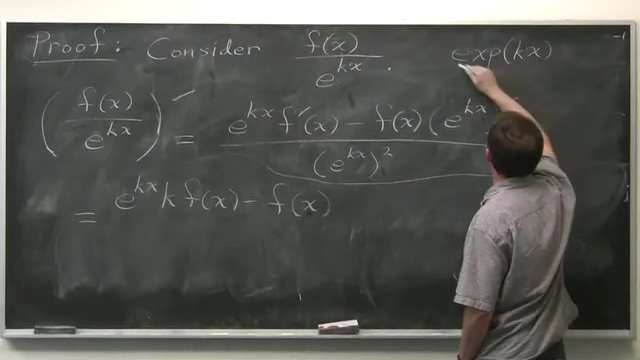 Proof: Consider f(x) / e^{kx} . exp(kx)
( f(x) / e^{kx} )′ = e^{kx} f′(x) − f(x) (e^{kx} / (e^{kx})²
= e^{kx} k f(x) − f(x)